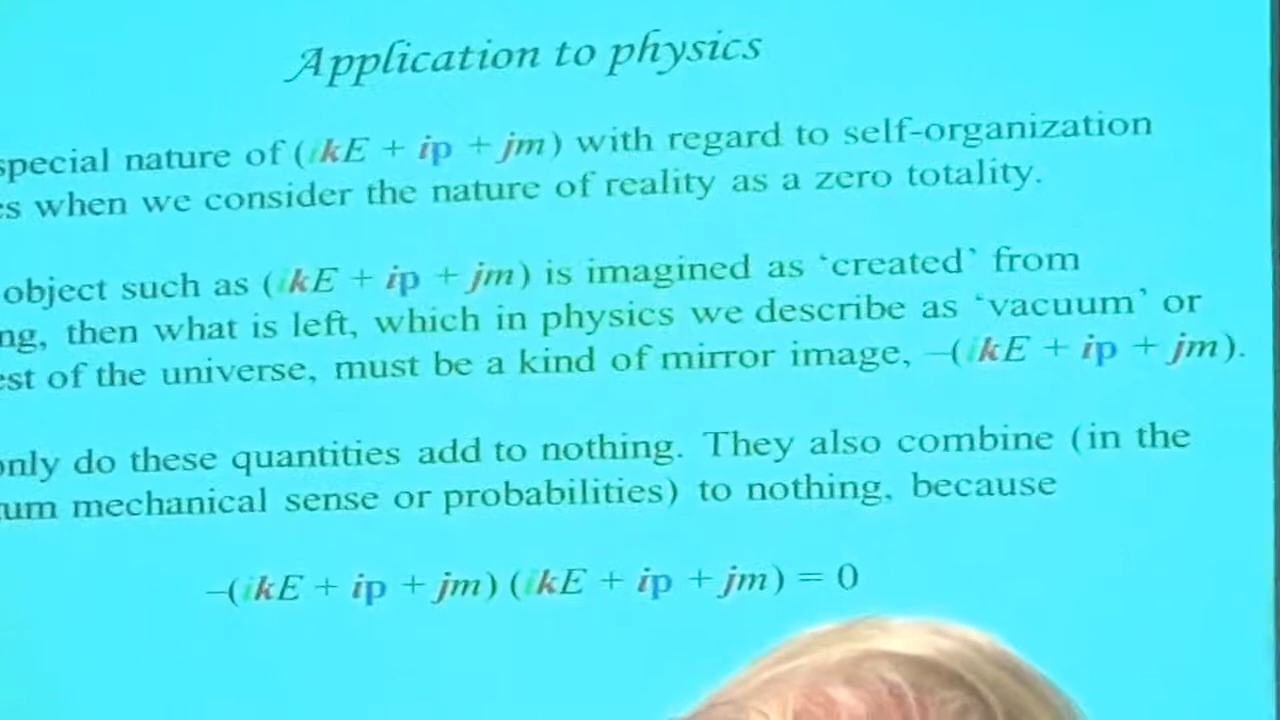 Application to physics
special nature of (ikE + ip + jm) with regard to self-organization
es when we consider the nature of reality as a zero totality.
object such as (ikE + ip + jm) is imagined as ‘created’ from
ng, then what is left, which in physics we describe as ‘vacuum’ or
est of the universe, must be a kind of mirror image, –(ikE + ip + jm).
only do these quantities add to nothing. They also combine (in the
um mechanical sense or probabilities) to nothing, because
–(ikE + ip + jm) (ikE + ip + jm) = 0